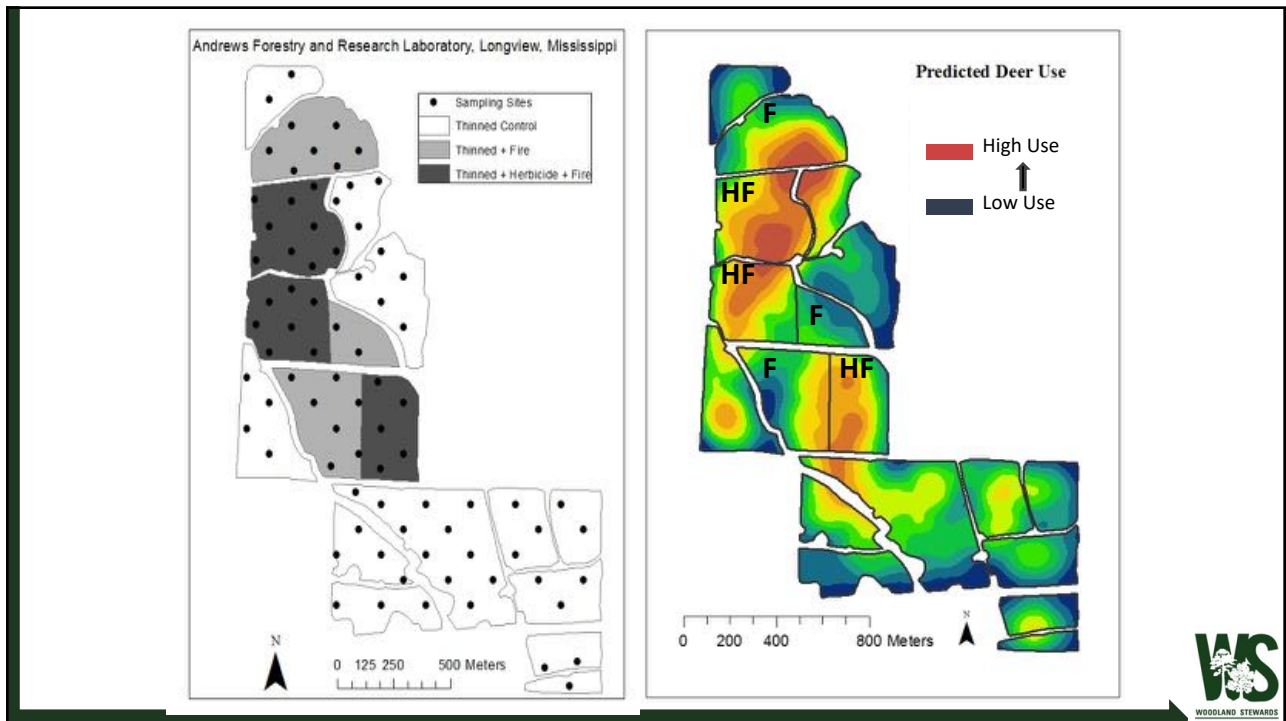 Andrews Forestry and Research Laboratory, Longview, Mississippi
Sampling Sites
Thinned Control
Thinned + Fire
Thinned + Herbicide + Fire
N
0 125 250 500 Meters
Predicted Deer Use
High Use
Low Use
F
HF
HF
F
F
HF
0 200 400 800 Meters
N
WS
WOODLAND STEWARDS